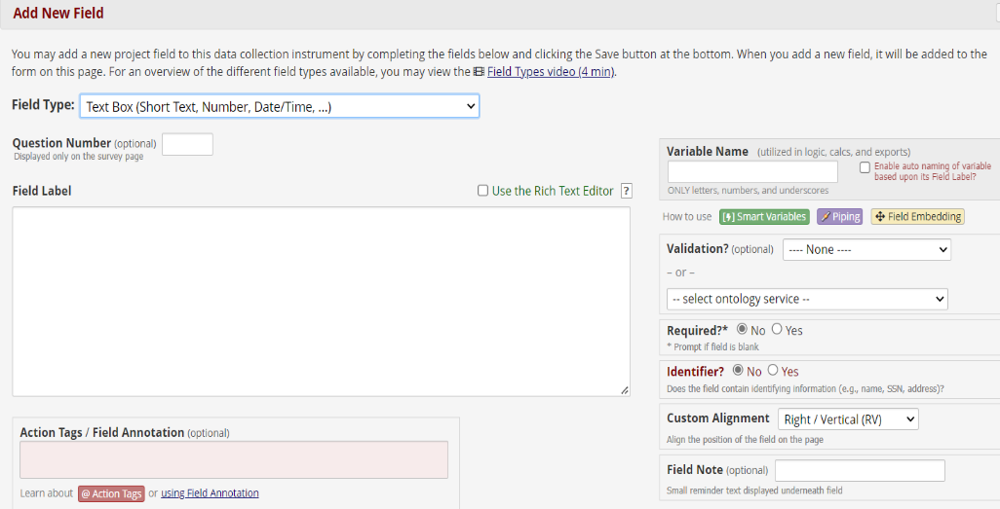 Add New Field
You may add a new project field to this data collection instrument by completing the fields below and clicking the Save button at the bottom. When you add a new field, it will be added to the
form on this page. For an overview of the different field types available, you may view the Field Types video (4 min).
Field Type: Text Box (Short Text, Number, Date/Time, ...)
Question Number (optional)
Displayed only on the survey page
Field Label
Use the Rich Text Editor ?
Action Tags / Field Annotation (optional)
Learn about @ Action Tags or using Field Annotation
Variable Name (utilized in logic, calcs, and exports)
Enable auto naming of variable
based upon its Field Label?
ONLY letters, numbers, and underscores
How to use Smart Variables Piping Field Embedding
Validation? (optional) ---- None ----
– or –
-- select ontology service --
Required?* No Yes
* Prompt if field is blank
Identifier? No Yes
Does the field contain identifying information (e.g., name, SSN, address)?
Custom Alignment Right / Vertical (RV)
Align the position of the field on the page
Field Note (optional)
Small reminder text displayed underneath field